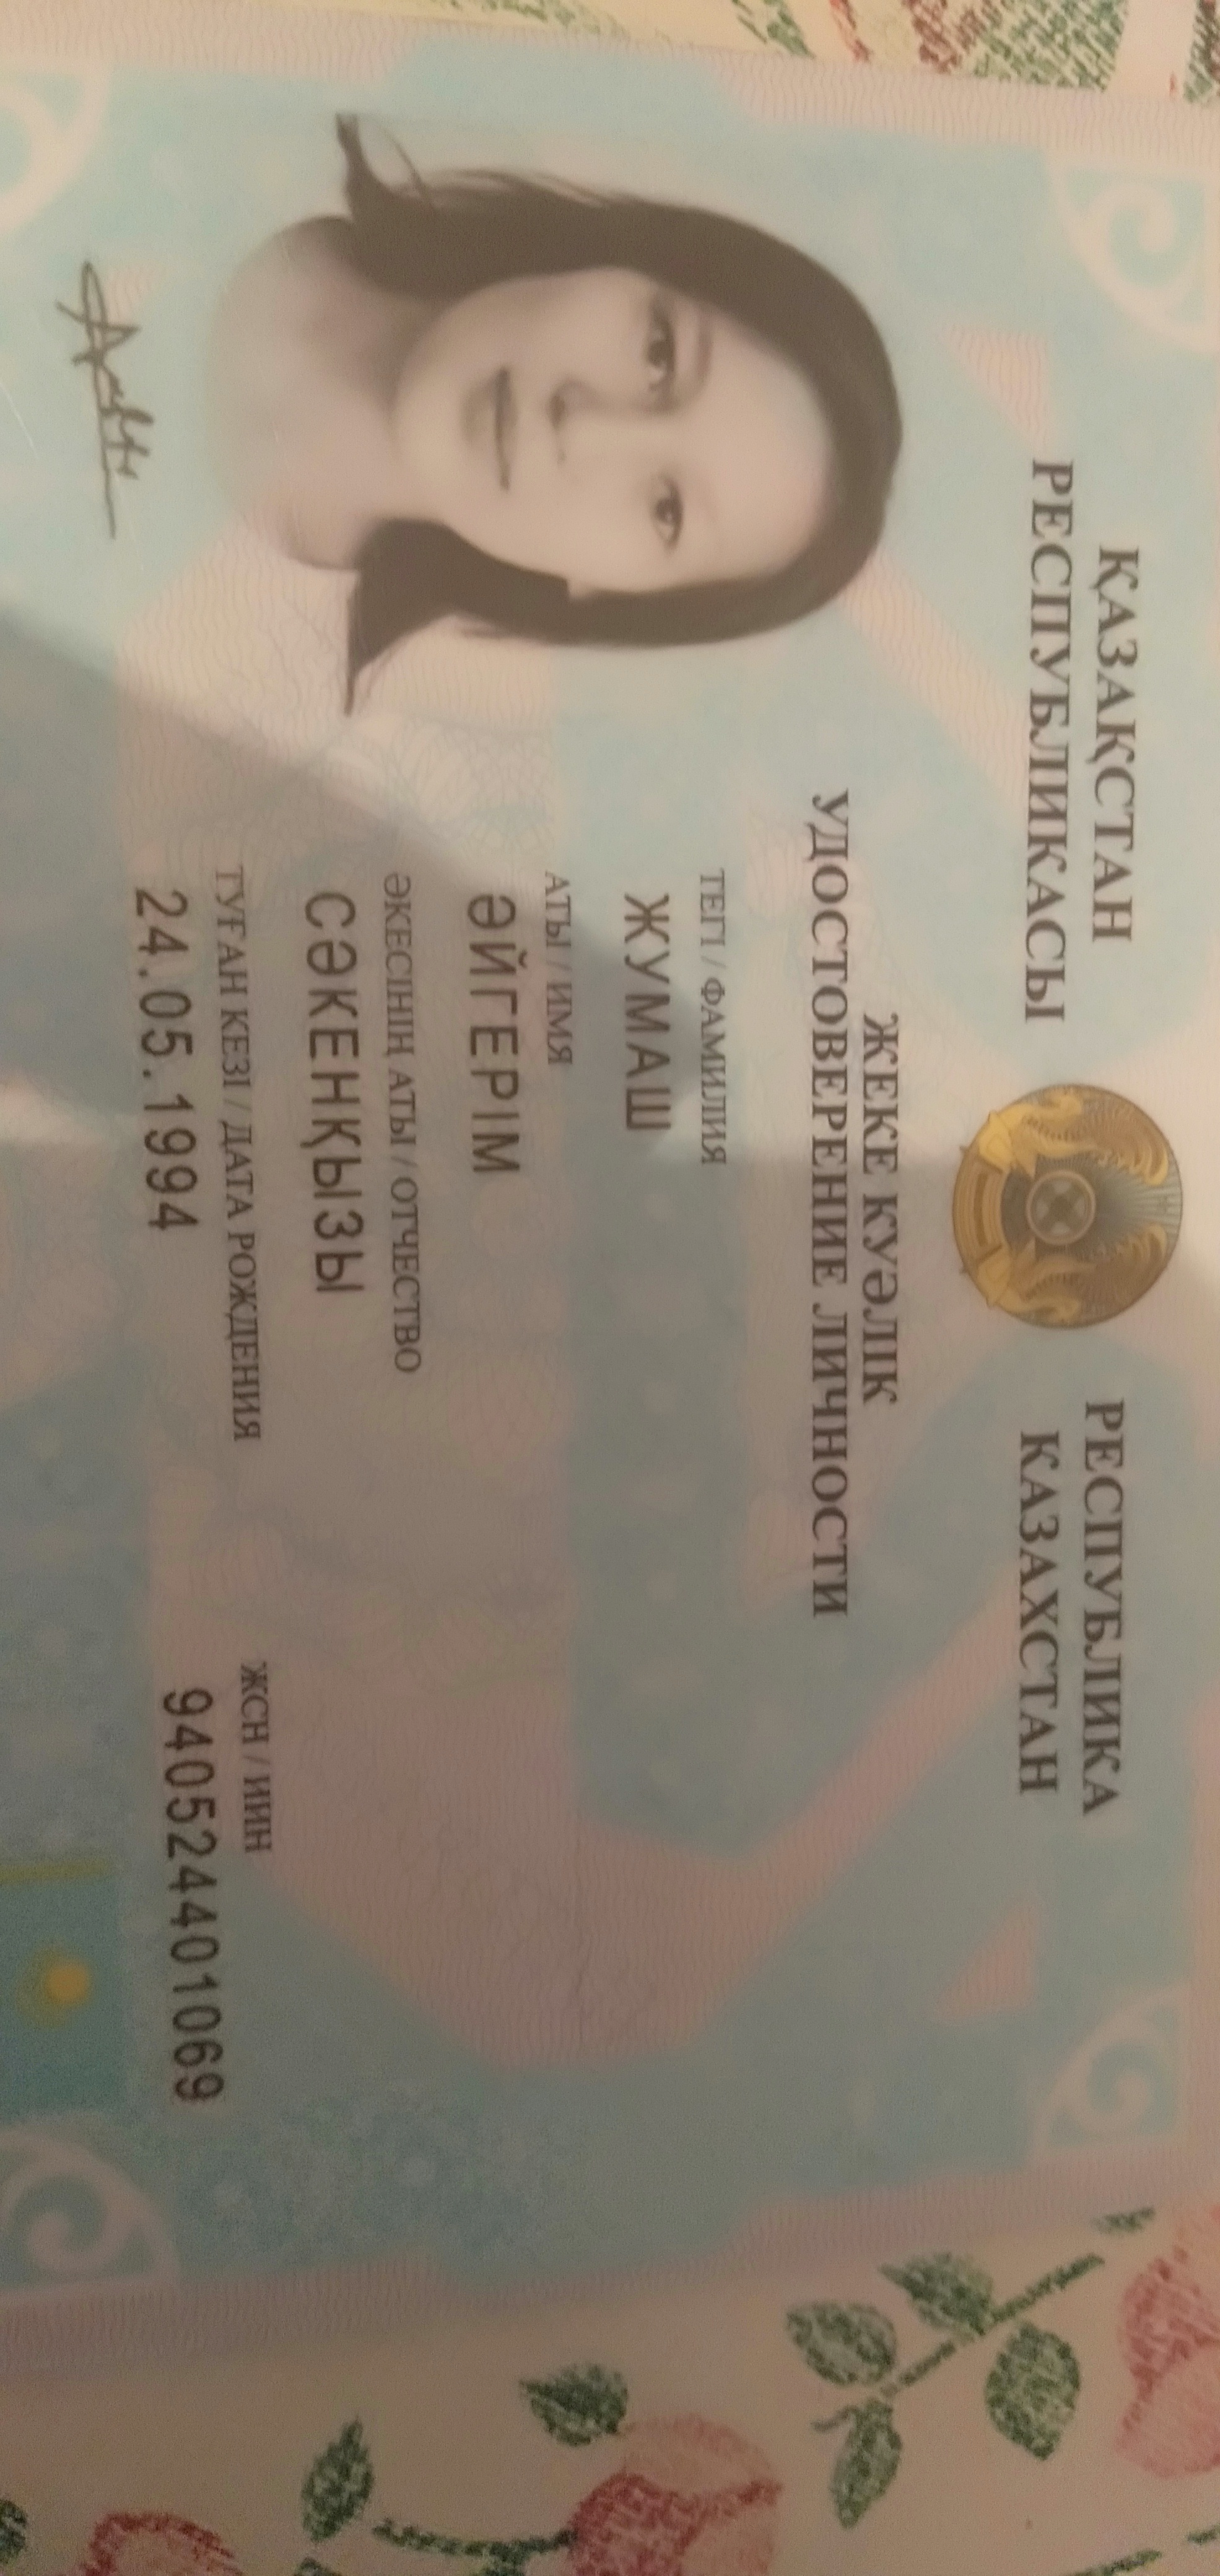 ҚАЗАҚСТАН
РЕСПУБЛИКАСЫ
РЕСПУБЛИКА
КАЗАХСТАН
ЖЕКЕ КУӘЛІК
УДОСТОВЕРЕНИЕ ЛИЧНОСТИ
ТЕГІ / ФАМИЛИЯ
ЖУМАШ
АТЫ / ИМЯ
ӘЙГЕРІМ
ӘКЕСІНІҢ АТЫ / ОТЧЕСТВО
СӘКЕНҚЫЗЫ
ТУҒАН КЕЗІ / ДАТА РОЖДЕНИЯ
24.05.1994
ЖСН / ИИН
940524401069